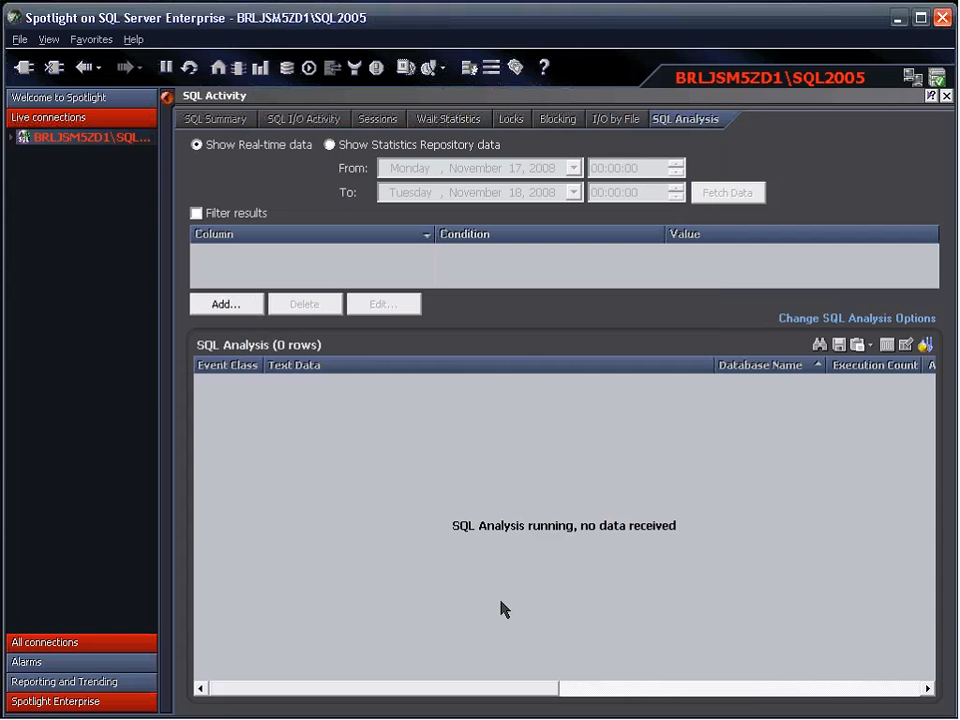 Spotlight on SQL Server Enterprise - BRLJSM5ZD1\SQL2005
File View Favorites Help
BRLJSM5ZD1\SQL2005
Welcome to Spotlight
Live connections
BRLJSM5ZD1\SQL...
SQL Activity
SQL Summary SQL I/O Activity Sessions Wait Statistics Locks Blocking I/O by File SQL Analysis
Show Real-time data Show Statistics Repository data
From: Monday , November 17, 2008 00:00:00
To: Tuesday , November 18, 2008 00:00:00 Fetch Data
Filter results
Column Condition Value
Add... Delete Edit...
Change SQL Analysis Options
SQL Analysis (0 rows)
Event Class Text Data Database Name Execution Count A
SQL Analysis running, no data received
All connections
Alarms
Reporting and Trending
Spotlight Enterprise